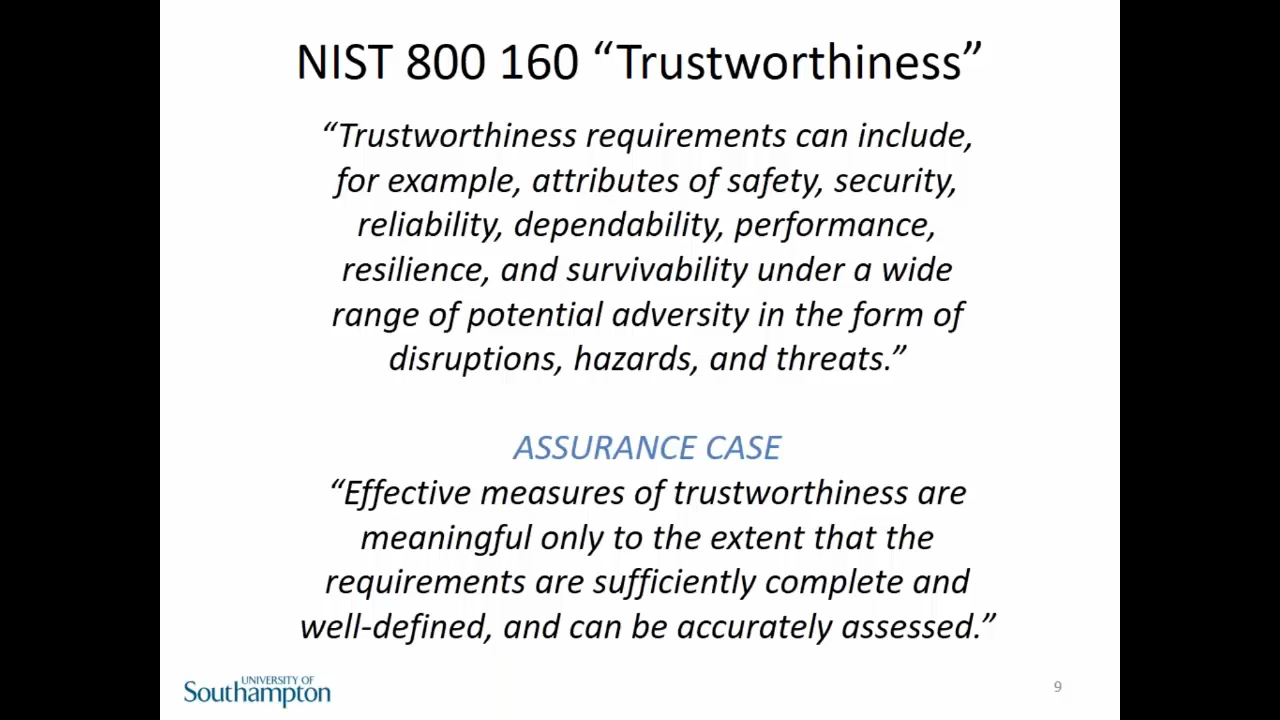 NIST 800 160 “Trustworthiness”
“Trustworthiness requirements can include,
for example, attributes of safety, security,
reliability, dependability, performance,
resilience, and survivability under a wide
range of potential adversity in the form of
disruptions, hazards, and threats.”
ASSURANCE CASE
“Effective measures of trustworthiness are
meaningful only to the extent that the
requirements are sufficiently complete and
well-defined, and can be accurately assessed.”
UNIVERSITY OF
Southampton
9